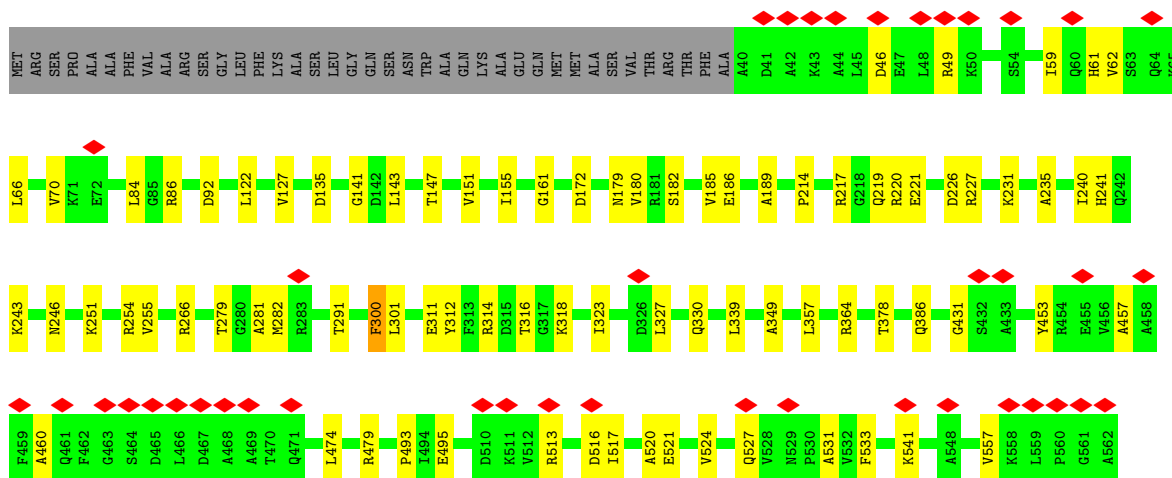 MET ARG SER PRO ALA ALA PHE VAL ALA ARG SER GLY LEU PHE LYS ALA SER LEU GLY GLN SER ASN TRP ALA GLN LYS ALA GLU GLN MET MET ALA SER VAL THR ARG THR PHE ALA A40 D41 A42 K43 A44 L45 D46 E47 L48 R49 K50 S54 I59 Q60 H61 V62 S63 Q64 K65
L66 V70 K71 E72 L84 G85 R86 D92 L122 V127 D135 G141 D142 L143 T147 V151 I155 G161 D172 N179 V180 R181 S182 V185 E186 A189 P214 R217 G218 Q219 R220 E221 D226 R227 K231 A235 I240 H241 Q242
K243 N246 K251 R254 V255 R266 T279 G280 A281 M282 R283 T291 F300 L301 E311 Y312 F313 R314 D315 T316 G317 K318 I323 D326 L327 Q330 L339 A349 L357 R364 T378 Q386 G431 S432 A433 Y453 R454 E455 V456 A457 A458
F459 A460 Q461 F462 G463 S464 D465 L466 D467 A468 A469 T470 Q471 L474 R479 P493 I494 E495 D510 K511 V512 R513 D516 I517 A520 E521 V524 Q527 V528 N529 P530 A531 V532 F533 K541 A548 V557 K558 L559 P560 G561 A562